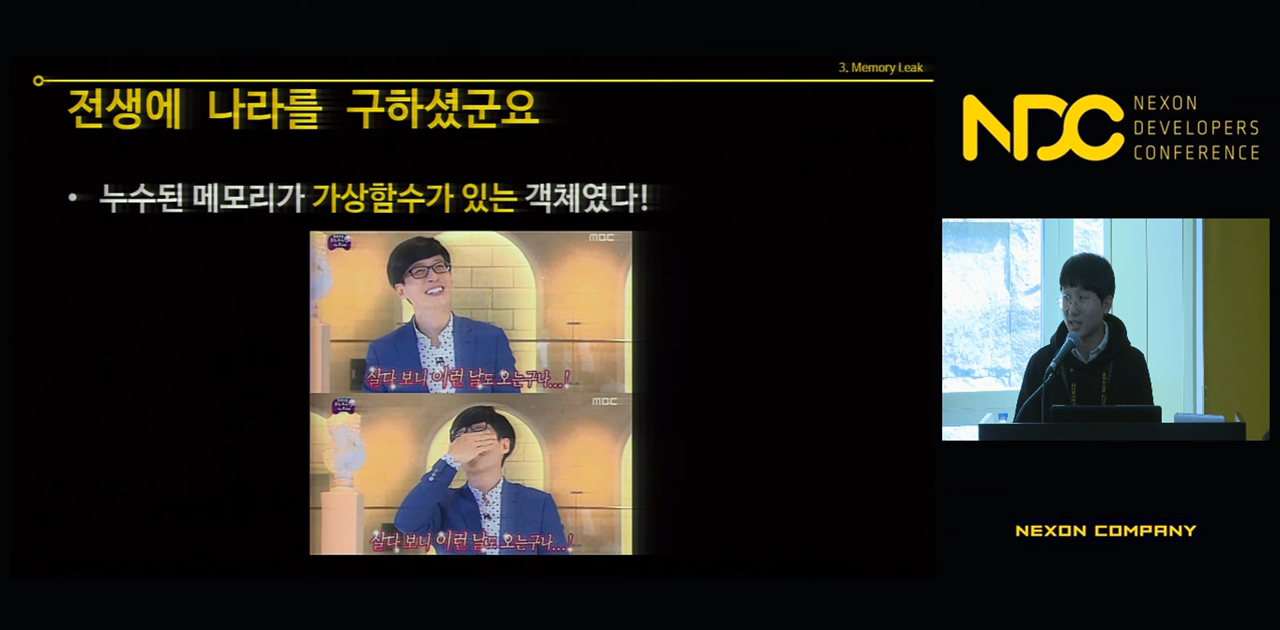 3. Memory Leak
전생에 나라를 구하셨군요
• 누수된 메모리가 가상함수가 있는 객체였다!
MBC
살다 보니 이런 날도 오는구나...!
MBC
살다 보니 이런 날도 오는구나...!
NDC
NEXON
DEVELOPERS
CONFERENCE
NEXON COMPANY